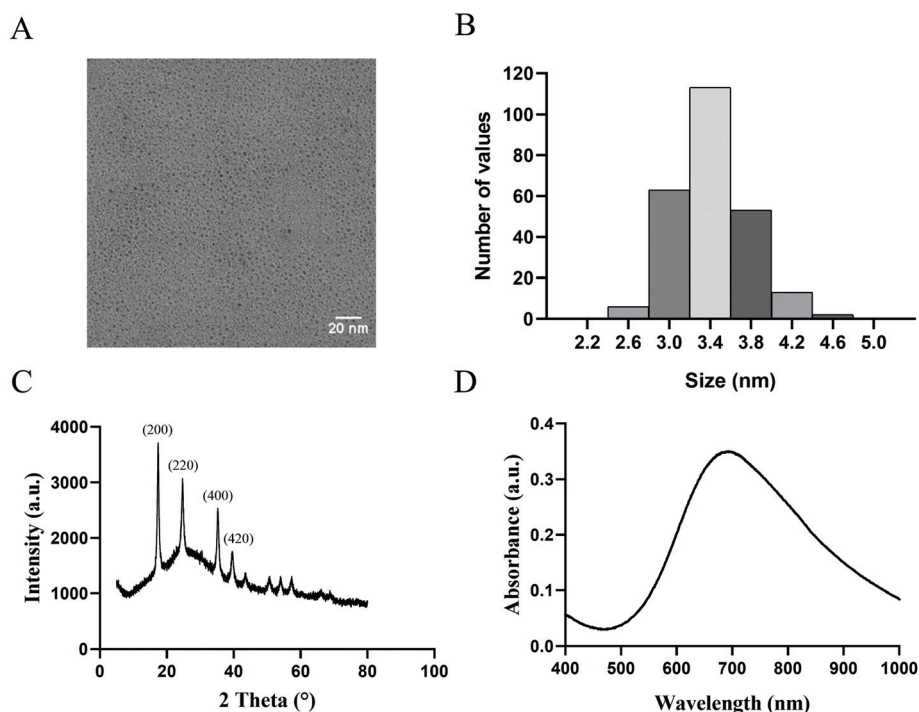 A
20 nm
B
Number of values
120
100
80
60
40
20
0
2.2 2.6 3.0 3.4 3.8 4.2 4.6 5.0
Size (nm)
C
Intensity (a.u.)
4000
3000
2000
1000
0
(200)
(220)
(400)
(420)
0 20 40 60 80 100
2 Theta (°)
D
Absorbance (a.u.)
0.4
0.3
0.2
0.1
0.0
400 500 600 700 800 900 1000
Wavelength (nm)